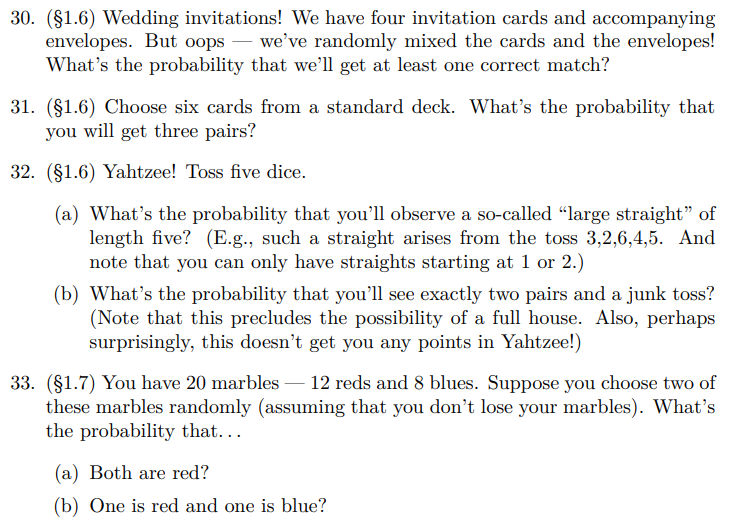 30. (§1.6) Wedding invitations! We have four invitation cards and accompanying
envelopes. But oops — we've randomly mixed the cards and the envelopes!
What's the probability that we'll get at least one correct match?
31. (§1.6) Choose six cards from a standard deck. What's the probability that
you will get three pairs?
32. (§1.6) Yahtzee! Toss five dice.
(a) What's the probability that you'll observe a so-called “large straight” of
length five? (E.g., such a straight arises from the toss 3,2,6,4,5. And
note that you can only have straights starting at 1 or 2.)
(b) What's the probability that you'll see exactly two pairs and a junk toss?
(Note that this precludes the possibility of a full house. Also, perhaps
surprisingly, this doesn't get you any points in Yahtzee!)
33. (§1.7) You have 20 marbles — 12 reds and 8 blues. Suppose you choose two of
these marbles randomly (assuming that you don't lose your marbles). What's
the probability that...
(a) Both are red?
(b) One is red and one is blue?